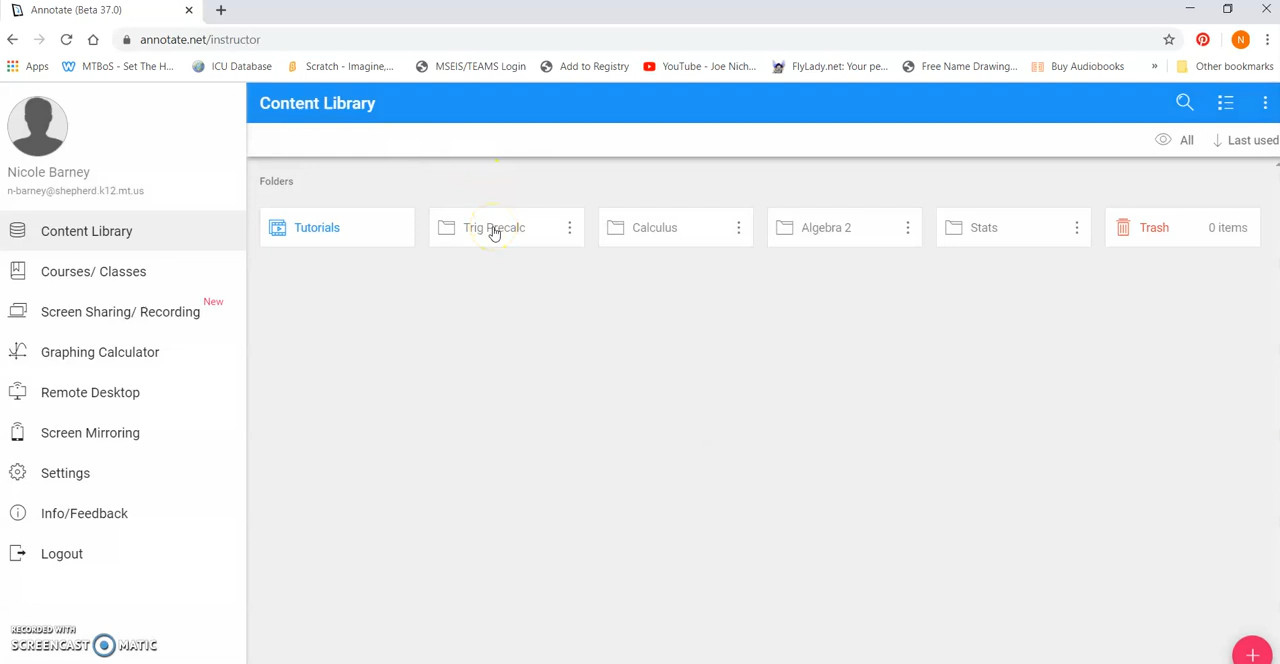 Annotate (Beta 37.0)
annotate.net/instructor
N
Apps
MTBoS - Set The H...
ICU Database
Scratch - Imagine,...
MSEIS/TEAMS Login
Add to Registry
YouTube - Joe Nich...
FlyLady.net: Your pe...
Free Name Drawing...
Buy Audiobooks
»
Other bookmarks
Nicole Barney
n-barney@shepherd.k12.mt.us
Content Library
Courses/ Classes
Screen Sharing/ Recording
New
Graphing Calculator
Remote Desktop
Screen Mirroring
Settings
Info/Feedback
Logout
RECORDED WITH
SCREENCAST MATIC
Content Library
All
Last used
Folders
Tutorials
Trig Precalc
Calculus
Algebra 2
Stats
Trash 0 items